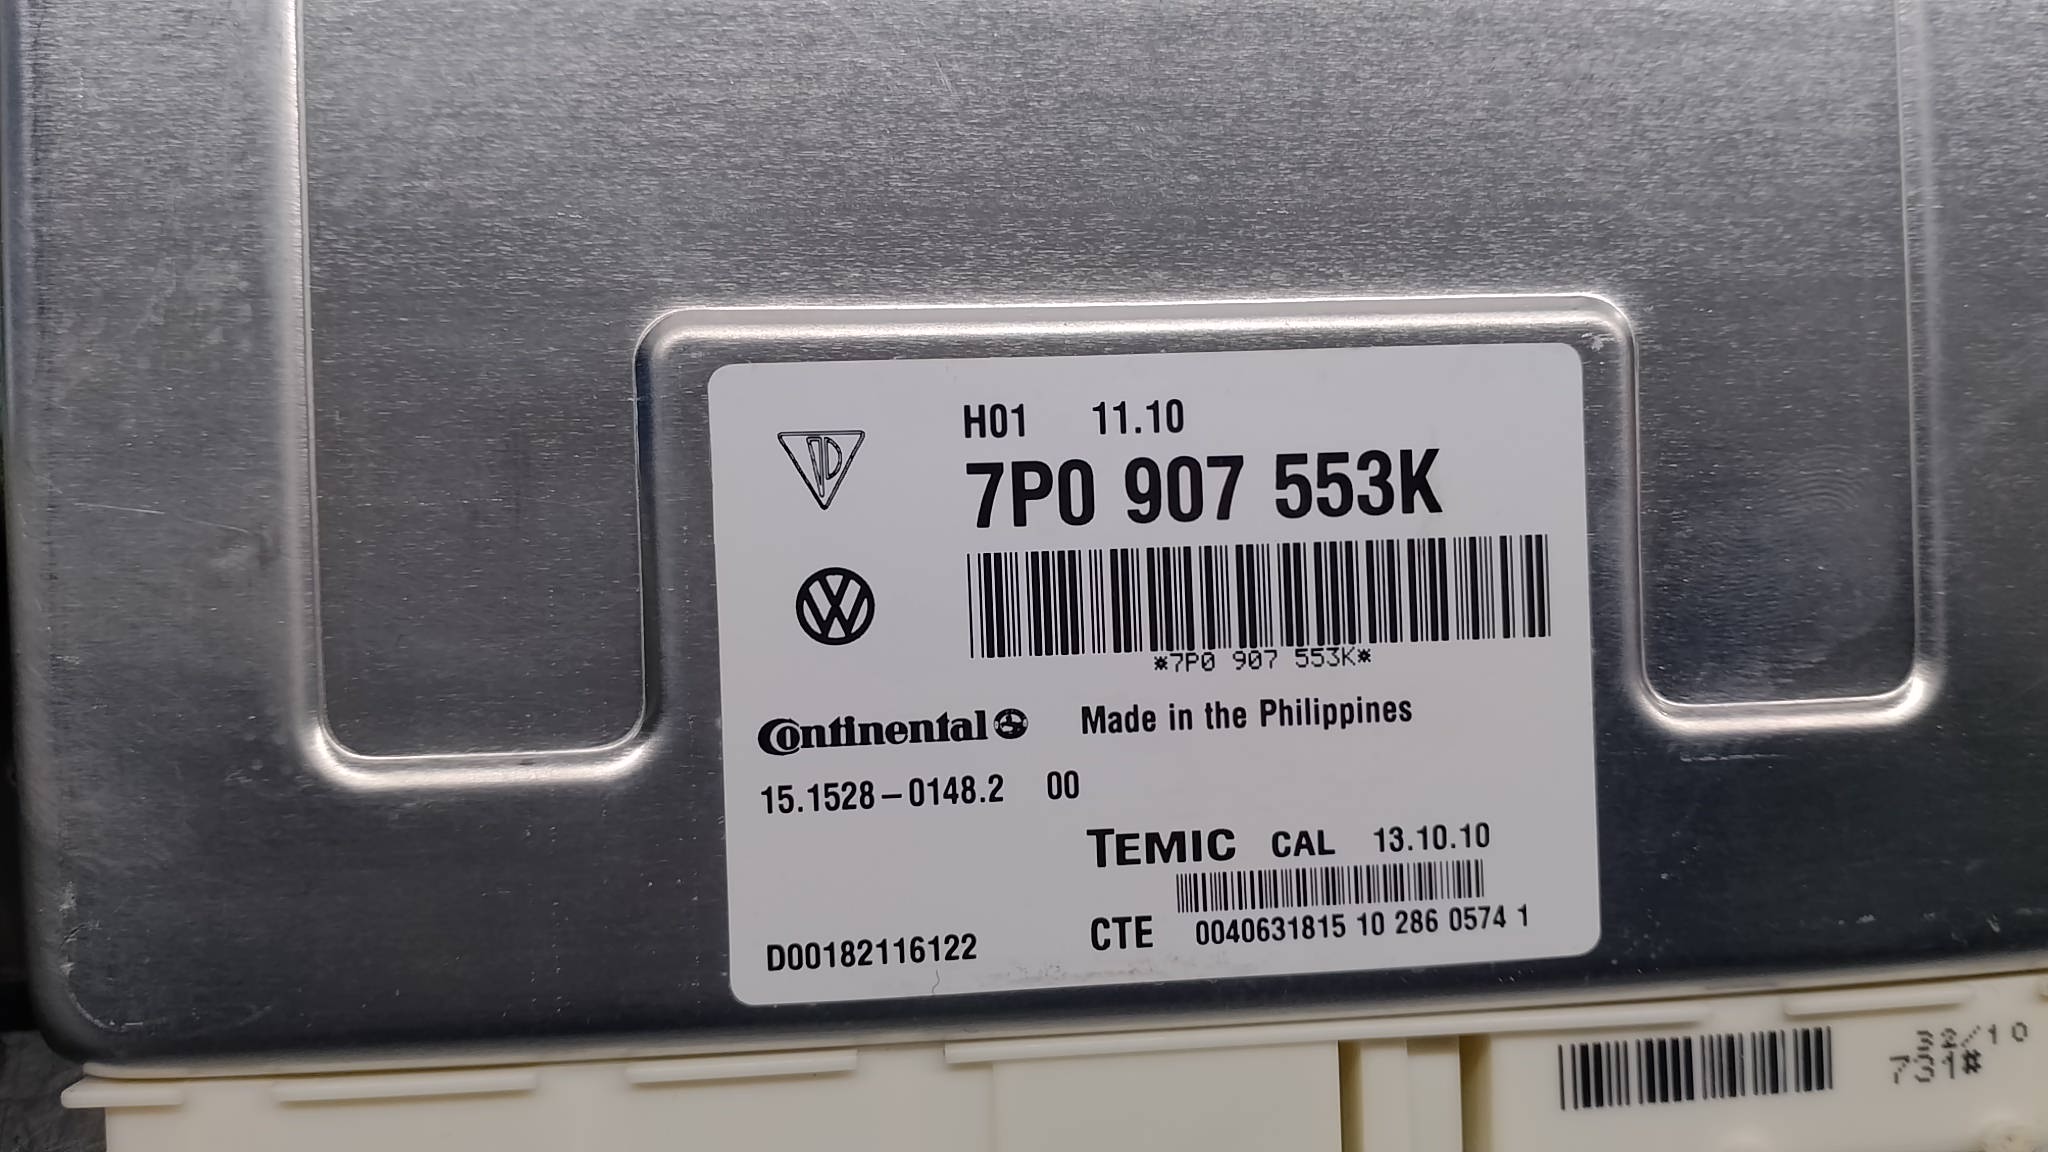 H01 11.10
7P0 907 553K
*7P0 907 553K*
Continental Made in the Philippines
15.1528-0148.2 00
TEMIC CAL 13.10.10
CTE 0040631815 10 286 0574 1
D00182116122
/10